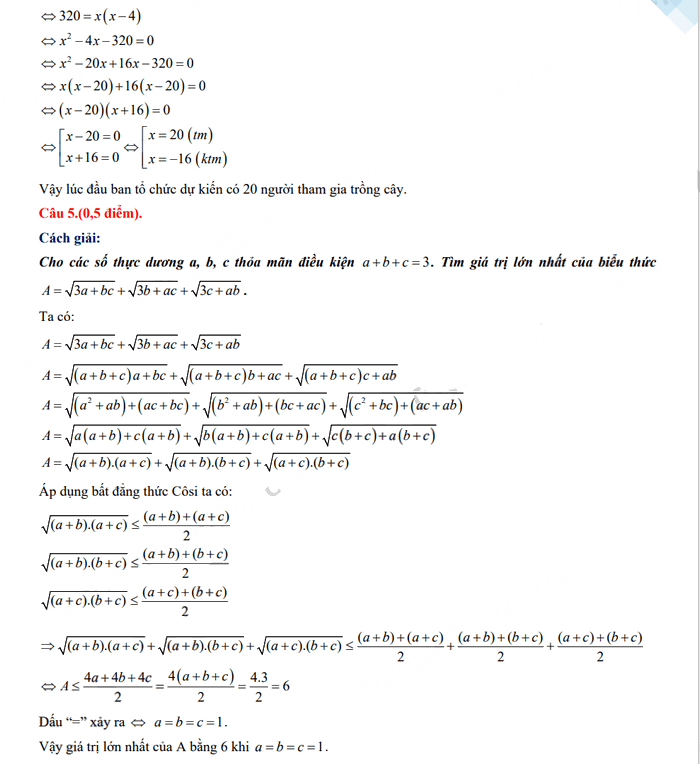 ⇔ 320 = x(x−4)
⇔ x² − 4x − 320 = 0
⇔ x² − 20x + 16x − 320 = 0
⇔ x(x−20) + 16(x−20) = 0
⇔ (x−20)(x+16) = 0
⇔ [x − 20 = 0 ⇔ [x = 20 (tm)
[x + 16 = 0 [x = −16 (ktm)
Vậy lúc đầu ban tổ chức dự kiến có 20 người tham gia trồng cây.
Câu 5.(0,5 điểm).
Cách giải:
Cho các số thực dương a, b, c thỏa mãn điều kiện a + b + c = 3. Tìm giá trị lớn nhất của biểu thức
A = √(3a + bc) + √(3b + ac) + √(3c + ab) .
Ta có:
A = √(3a + bc) + √(3b + ac) + √(3c + ab)
A = √((a+b+c)a + bc) + √((a+b+c)b + ac) + √((a+b+c)c + ab)
A = √((a² + ab) + (ac + bc)) + √((b² + ab) + (bc + ac)) + √((c² + bc) + (ac + ab))
A = √(a(a+b) + c(a+b)) + √(b(a+b) + c(a+b)) + √(c(b+c) + a(b+c))
A = √((a+b).(a+c)) + √((a+b).(b+c)) + √((a+c).(b+c))
Áp dụng bất đẳng thức Côsi ta có:
√((a+b).(a+c)) ≤ ((a+b)+(a+c))/2
√((a+b).(b+c)) ≤ ((a+b)+(b+c))/2
√((a+c).(b+c)) ≤ ((a+c)+(b+c))/2
⇒ √((a+b).(a+c)) + √((a+b).(b+c)) + √((a+c).(b+c)) ≤ ((a+b)+(a+c))/2 + ((a+b)+(b+c))/2 + ((a+c)+(b+c))/2
⇔ A ≤ (4a+4b+4c)/2 = 4(a+b+c)/2 = 4.3/2 = 6
Dấu “=” xảy ra ⇔ a = b = c = 1.
Vậy giá trị lớn nhất của A bằng 6 khi a = b = c = 1.